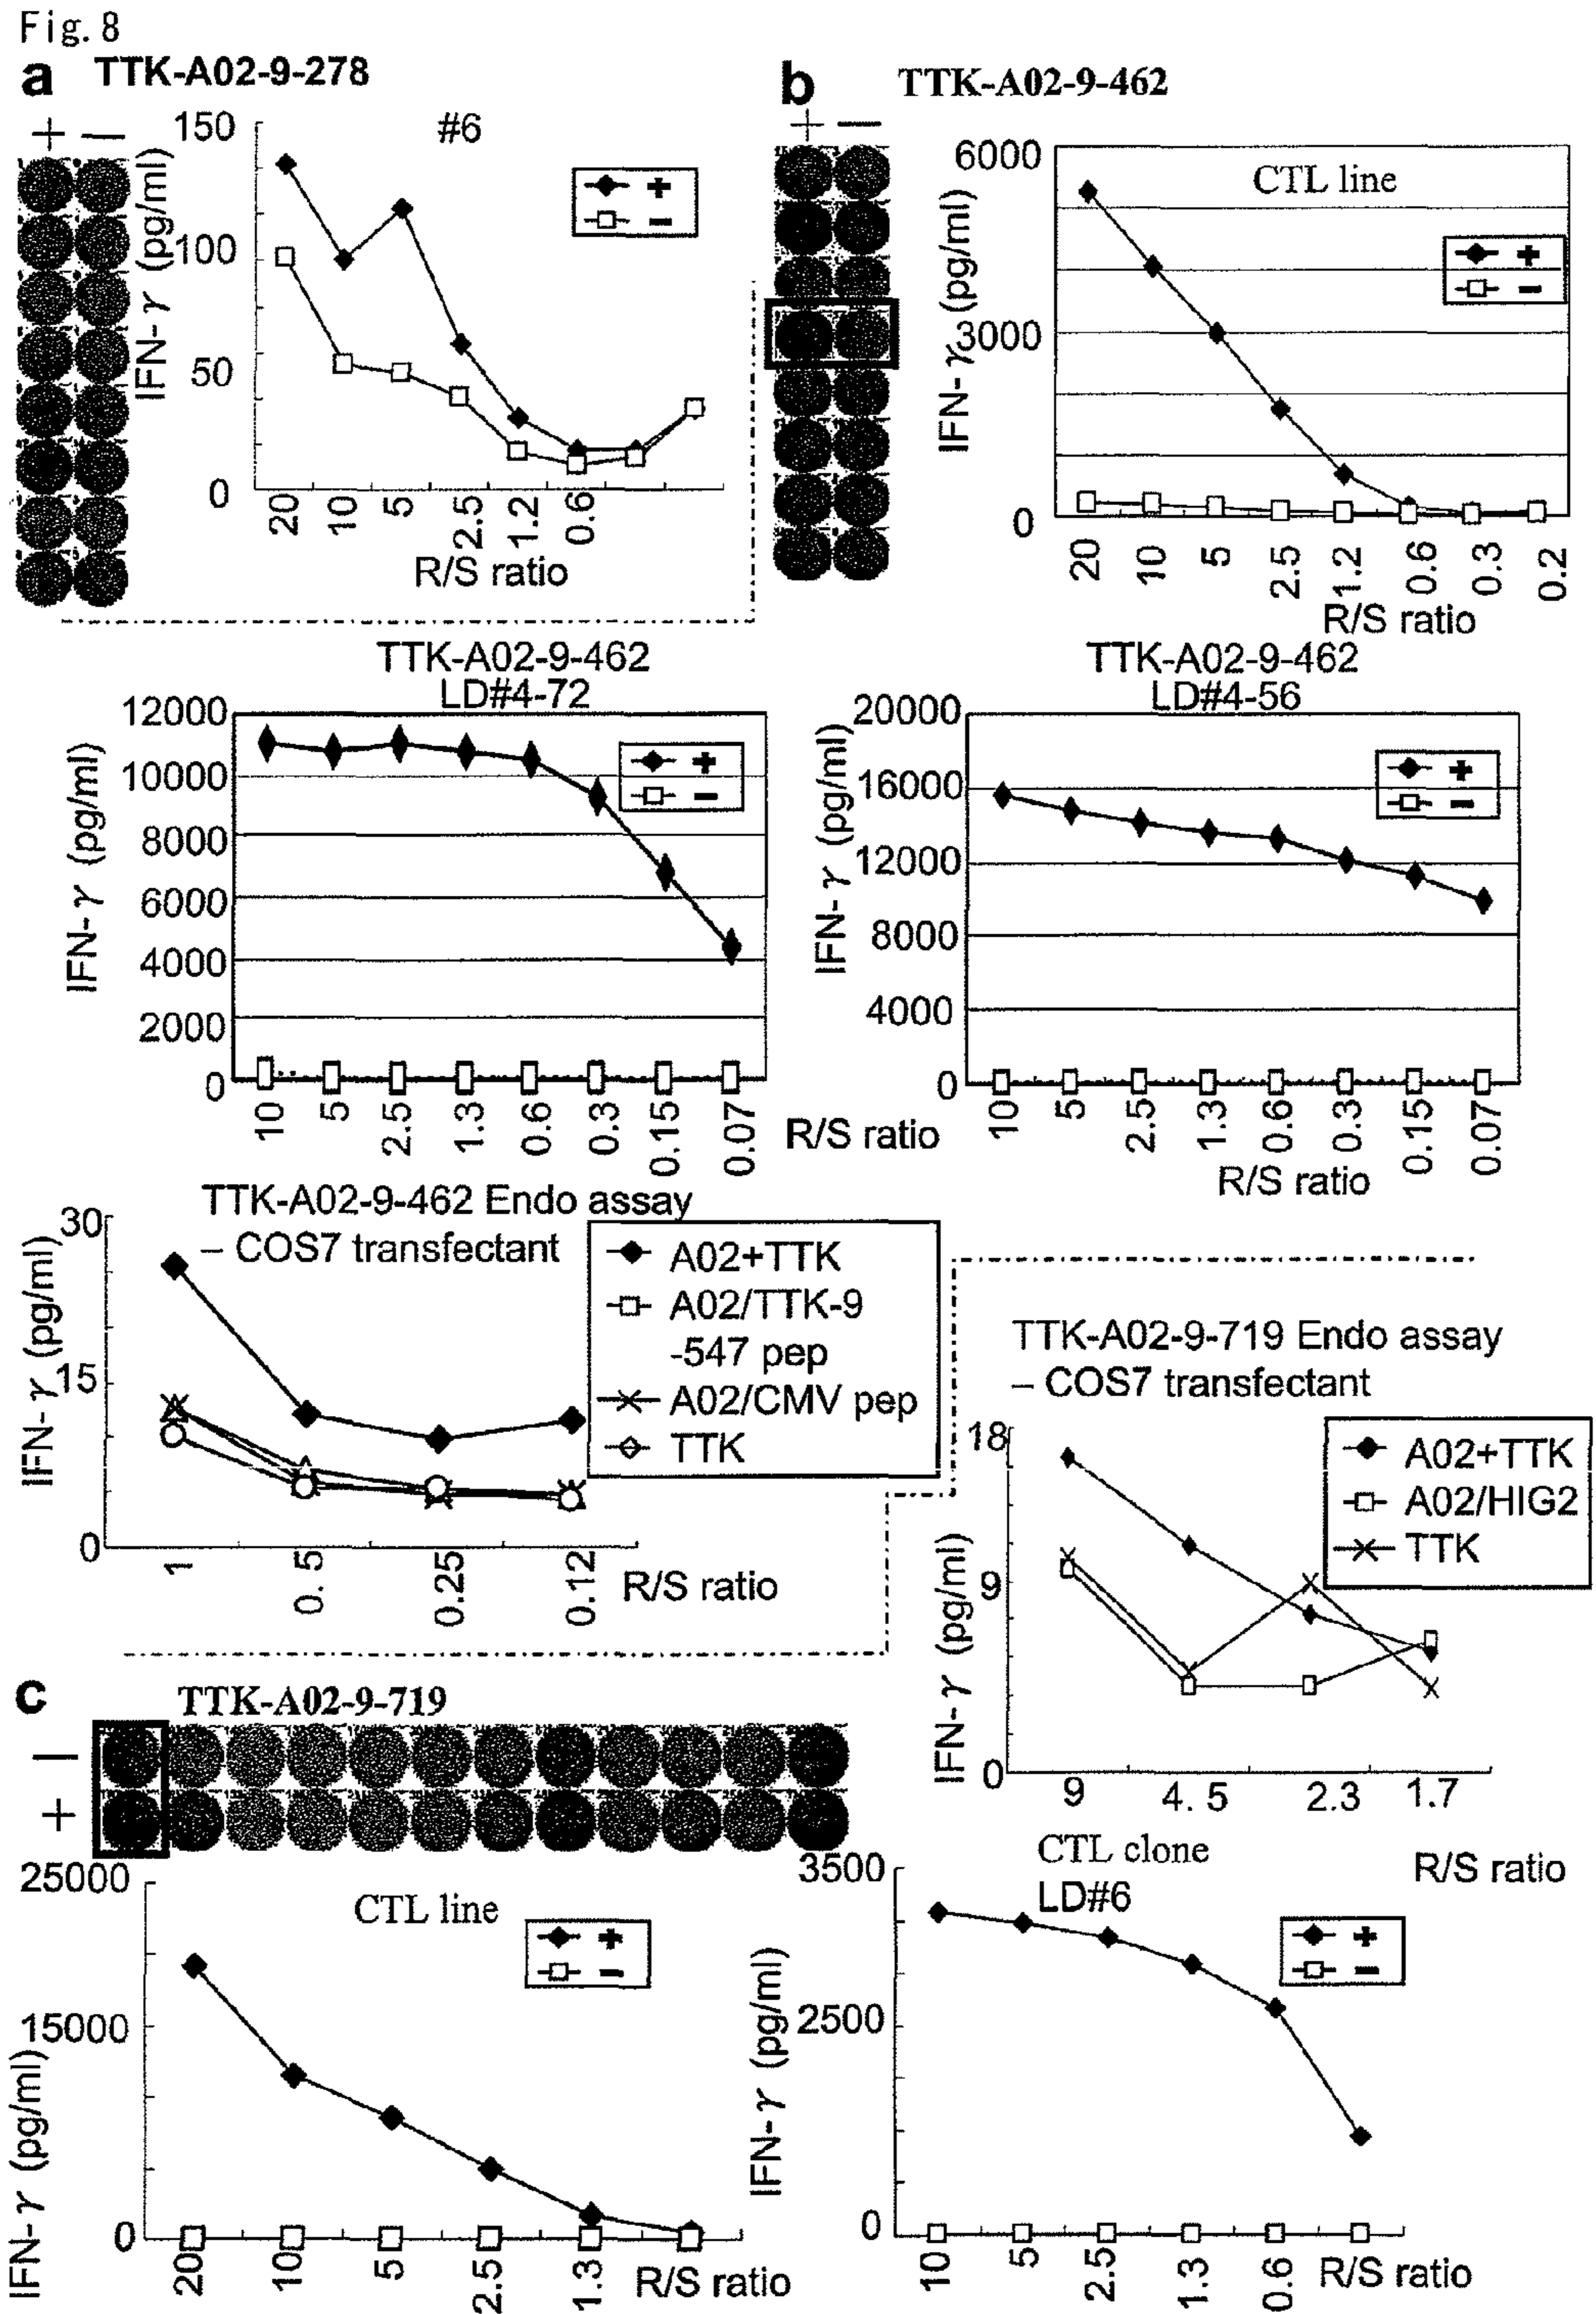 Fig. 8
a TTK-A02-9-278
+ −
150
100
50
0
IFN-γ (pg/ml)
#6
+
−
20 10 5 2.5 1.2 0.6
R/S ratio
b TTK-A02-9-462
+ −
6000
3000
0
IFN-γ (pg/ml)
CTL line
+
−
20 10 5 2.5 1.2 0.6 0.3 0.2
R/S ratio
TTK-A02-9-462
LD#4-72
12000
10000
8000
6000
4000
2000
0
IFN-γ (pg/ml)
+
−
10 5 2.5 1.3 0.6 0.3 0.15 0.07
R/S ratio
TTK-A02-9-462
LD#4-56
20000
16000
12000
8000
4000
0
IFN-γ (pg/ml)
+
−
10 5 2.5 1.3 0.6 0.3 0.15 0.07
R/S ratio
TTK-A02-9-462 Endo assay
– COS7 transfectant
30
15
0
IFN-γ (pg/ml)
A02+TTK
A02/TTK-9
-547 pep
A02/CMV pep
TTK
1 0.5 0.25 0.12
R/S ratio
TTK-A02-9-719 Endo assay
– COS7 transfectant
18
9
0
IFN-γ (pg/ml)
A02+TTK
A02/HIG2
TTK
9 4.5 2.3 1.7
R/S ratio
c TTK-A02-9-719
−
+
25000
15000
0
IFN-γ (pg/ml)
CTL line
+
−
20 10 5 2.5 1.3
R/S ratio
CTL clone
LD#6
3500
2500
0
IFN-γ (pg/ml)
+
−
10 5 2.5 1.3 0.6
R/S ratio